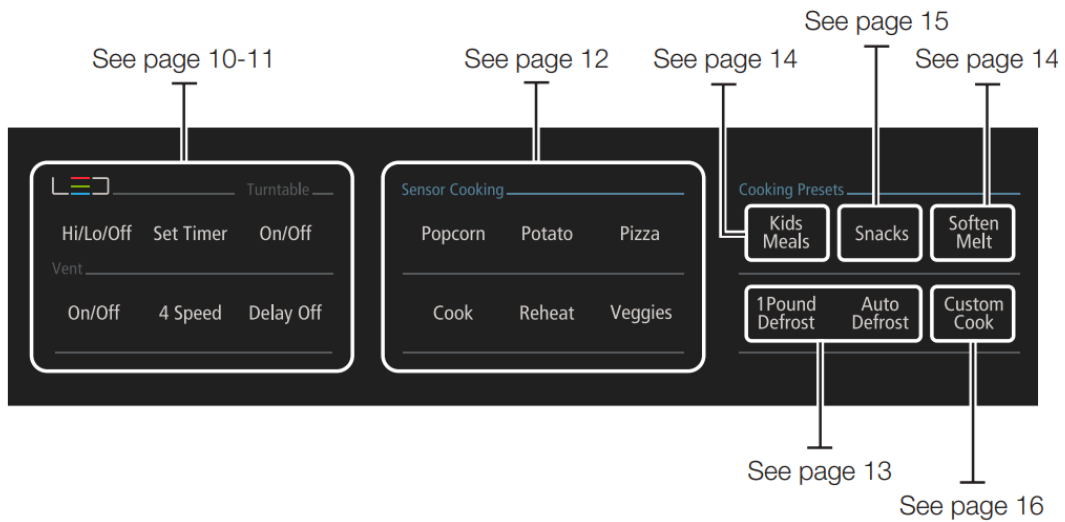 See page 15
See page 10-11
See page 12
See page 14
See page 14
LED
Turntable
Sensor Cooking
Cooking Presets
Hi/Lo/Off
Set Timer
On/Off
Popcorn
Potato
Pizza
Kids
Meals
Snacks
Soften
Melt
Vent
On/Off
4 Speed
Delay Off
Cook
Reheat
Veggies
1Pound
Defrost
Auto
Defrost
Custom
Cook
See page 13
See page 16